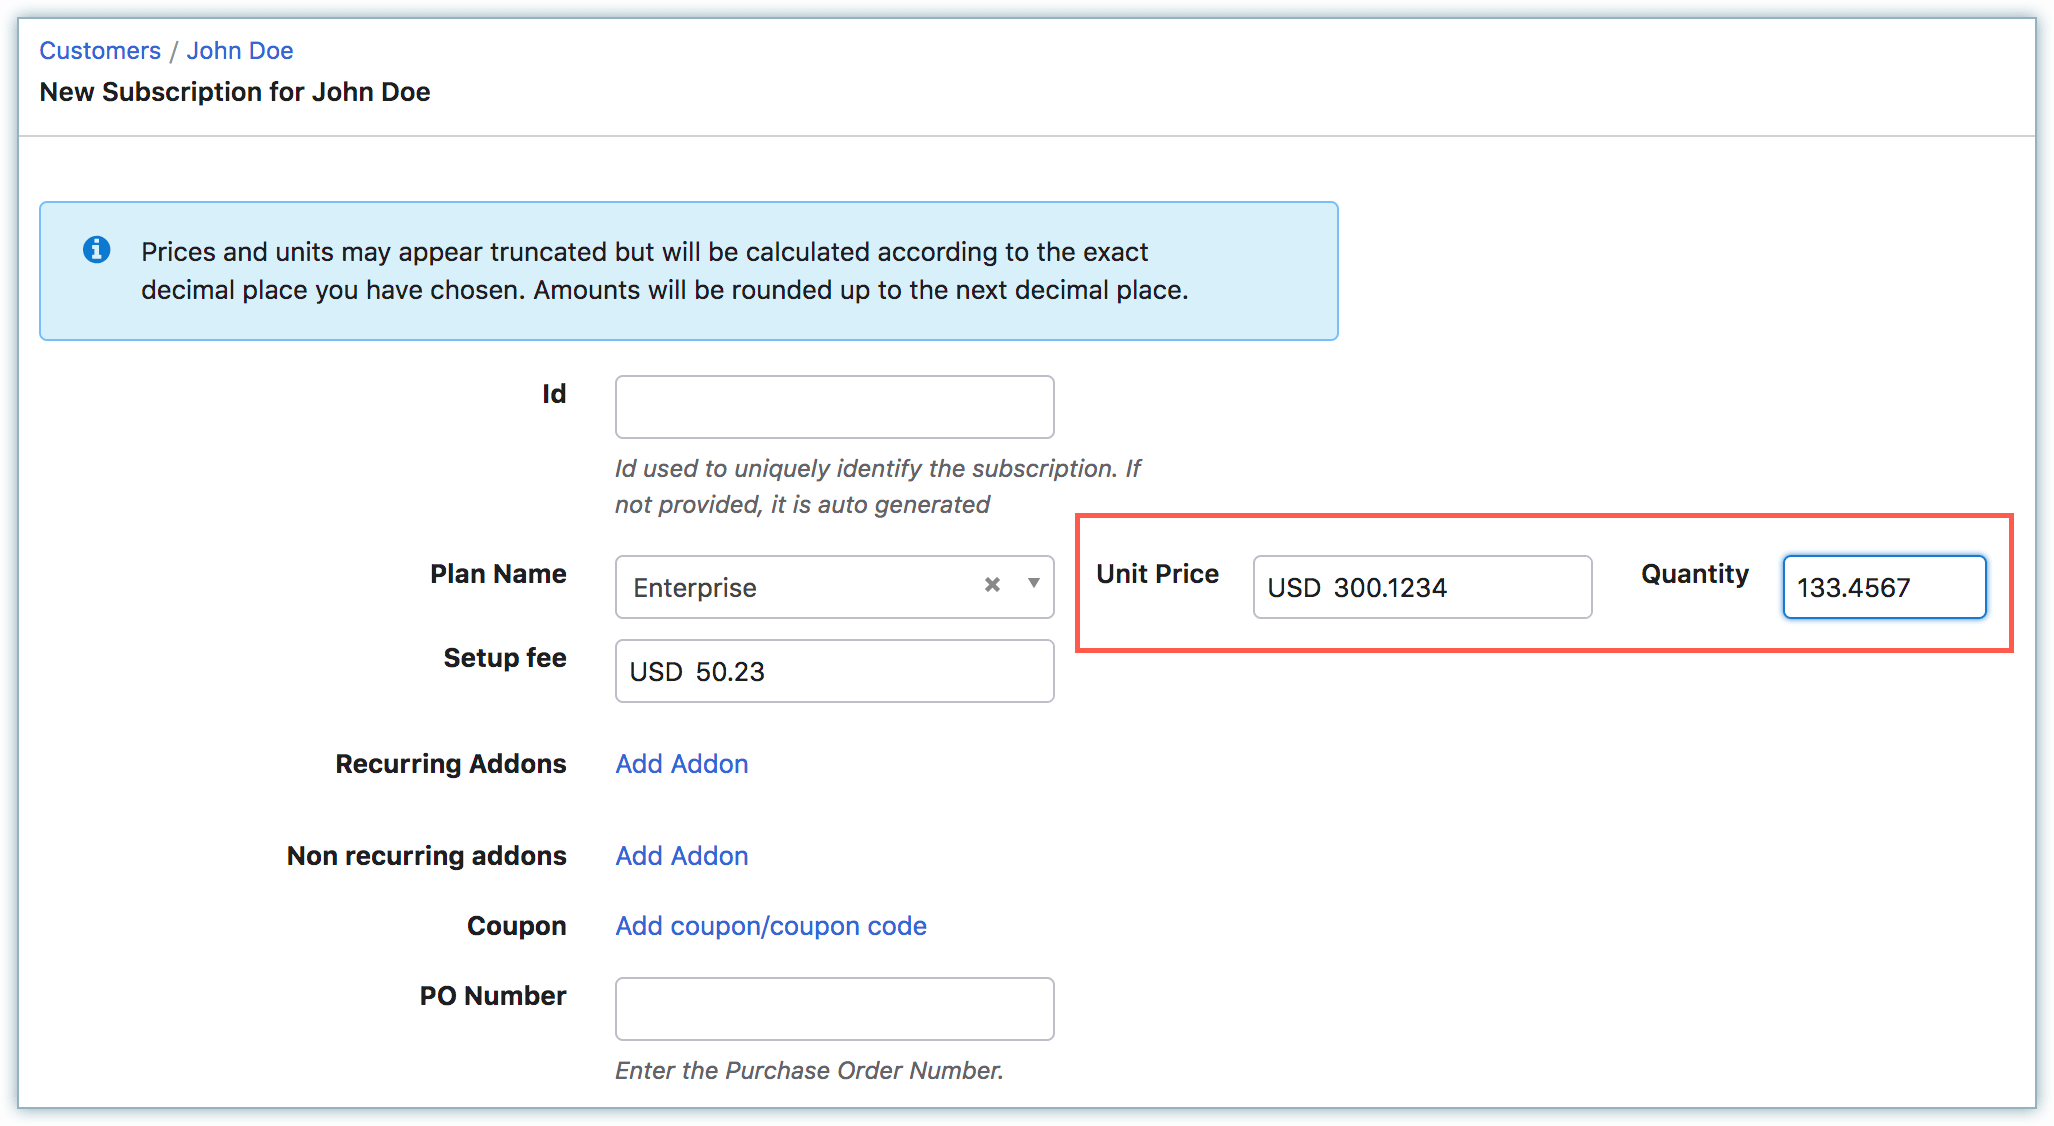 Customers / John Doe
New Subscription for John Doe
Prices and units may appear truncated but will be calculated according to the exact
decimal place you have chosen. Amounts will be rounded up to the next decimal place.
Id
Id used to uniquely identify the subscription. If
not provided, it is auto generated
Plan Name Enterprise Unit Price USD 300.1234 Quantity 133.4567
Setup fee USD 50.23
Recurring Addons Add Addon
Non recurring addons Add Addon
Coupon Add coupon/coupon code
PO Number
Enter the Purchase Order Number.